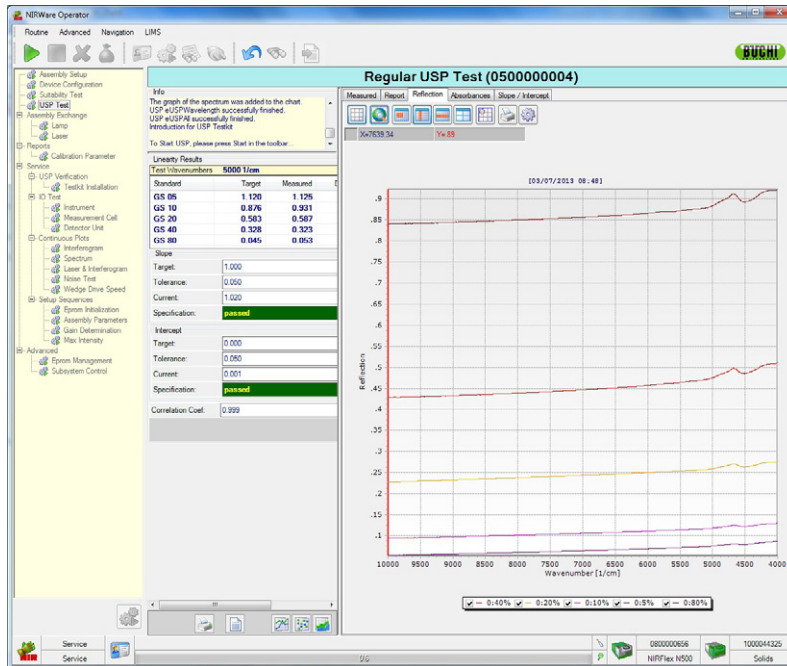 NIRWare Operator
Routine Advanced Navigation LIMS
BUCHI
Assembly Setup
Device Configuration
Suitability Test
USP Test
Assembly Exchange
Lamp
Laser
Reports
Calibration Parameter
Service
USP Verification
Testkit Installation
IO Test
Instrument
Measurement Cell
Detector Unit
Continuous Plots
Interferogram
Spectrum
Laser & Interferogram
Noise Test
Wedge Drive Speed
Setup Sequences
Eprom Initialization
Assembly Parameters
Gain Determination
Max Intensity
Advanced
Eprom Management
Subsystem Control
Regular USP Test (0500000004)
Info
The graph of the spectrum was added to the chart.
USP eUSPWavelength successfully finished.
USP eUSPAll successfully finished.
Introduction for USP Testkit
To Start USP, please press Start in the toolbar...
Linearity Results
Test Wavenumbers 5000 1/cm
Standard Target Measured D
GS 05 1.120 1.125
GS 10 0.876 0.931
GS 20 0.583 0.587
GS 40 0.328 0.323
GS 80 0.045 0.053
Slope
Target: 1.000
Tolerance: 0.050
Current: 1.020
Specification: passed
Intercept
Target: 0.000
Tolerance: 0.050
Current: 0.001
Specification: passed
Correlation Coef: 0.999
Measured Report Reflection Absorbances Slope / Intercept
X=7639.34 Y=.89
[03/07/2013 08:48]
.9
.85
.8
.75
.7
.65
.6
.55
.5
.45
.4
.35
.3
.25
.2
.15
.1
Reflection
10000 9500 9000 8500 8000 7500 7000 6500 6000 5500 5000 4500 4000
Wavenumber [1/cm]
0:40% 0:20% 0:10% 0:5% 0:80%
NIR
Service
Service
0%
0800000656
NIRFlex N500
1000044325
Solids